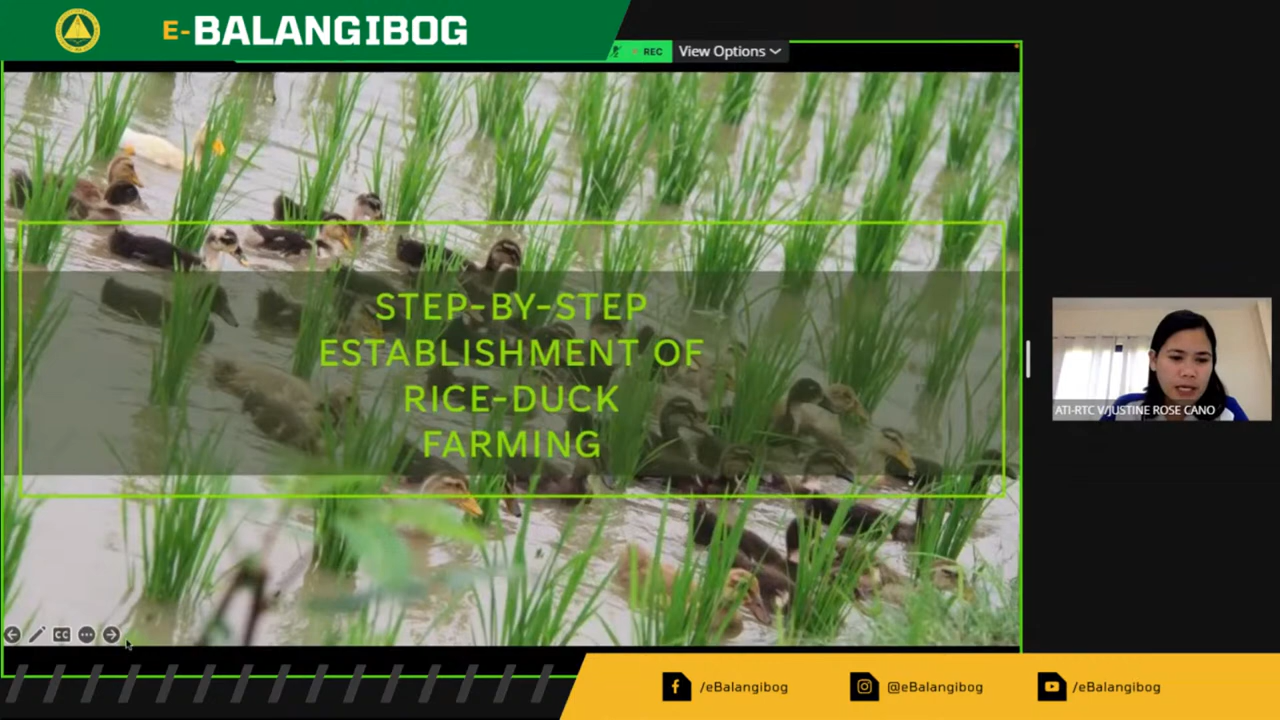 E-BALANGIBOG
REC
View Options
STEP-BY-STEP
ESTABLISHMENT OF
RICE-DUCK
FARMING
ATI-RTC V/JUSTINE ROSE CANO
CC
/eBalangibog
@eBalangibog
/eBalangibog